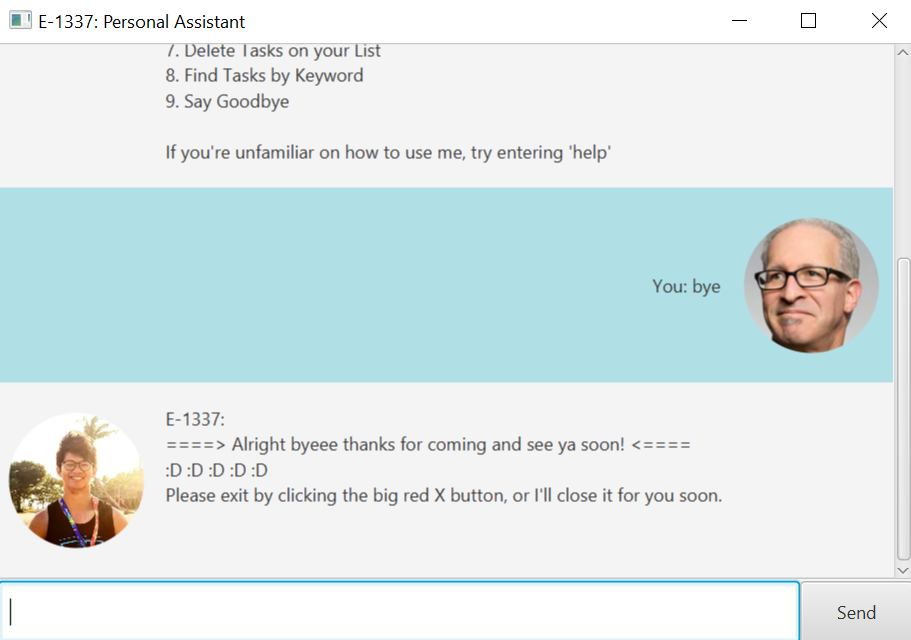 E-1337: Personal Assistant
7. Delete Tasks on your List
8. Find Tasks by Keyword
9. Say Goodbye
If you're unfamiliar on how to use me, try entering 'help'
You: bye
E-1337:
====> Alright byeee thanks for coming and see ya soon! <====
:D :D :D :D :D
Please exit by clicking the big red X button, or I'll close it for you soon.
Send